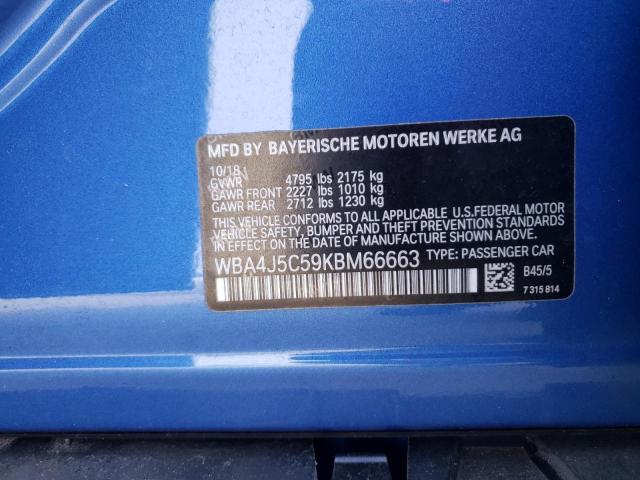 MFD BY BAYERISCHE MOTOREN WERKE AG
10/18
GVWR 4795 lbs 2175 kg
GAWR FRONT 2227 lbs 1010 kg
GAWR REAR 2712 lbs 1230 kg
THIS VEHICLE CONFORMS TO ALL APPLICABLE U.S.FEDERAL MOTOR
VEHICLE SAFETY, BUMPER AND THEFT PREVENTION STANDARDS IN
EFFECT ON THE DATE OF MANUFACTURE SHOWN ABOVE.
WBA4J5C59KBM66663 TYPE: PASSENGER CAR
B45/5
7 315 814